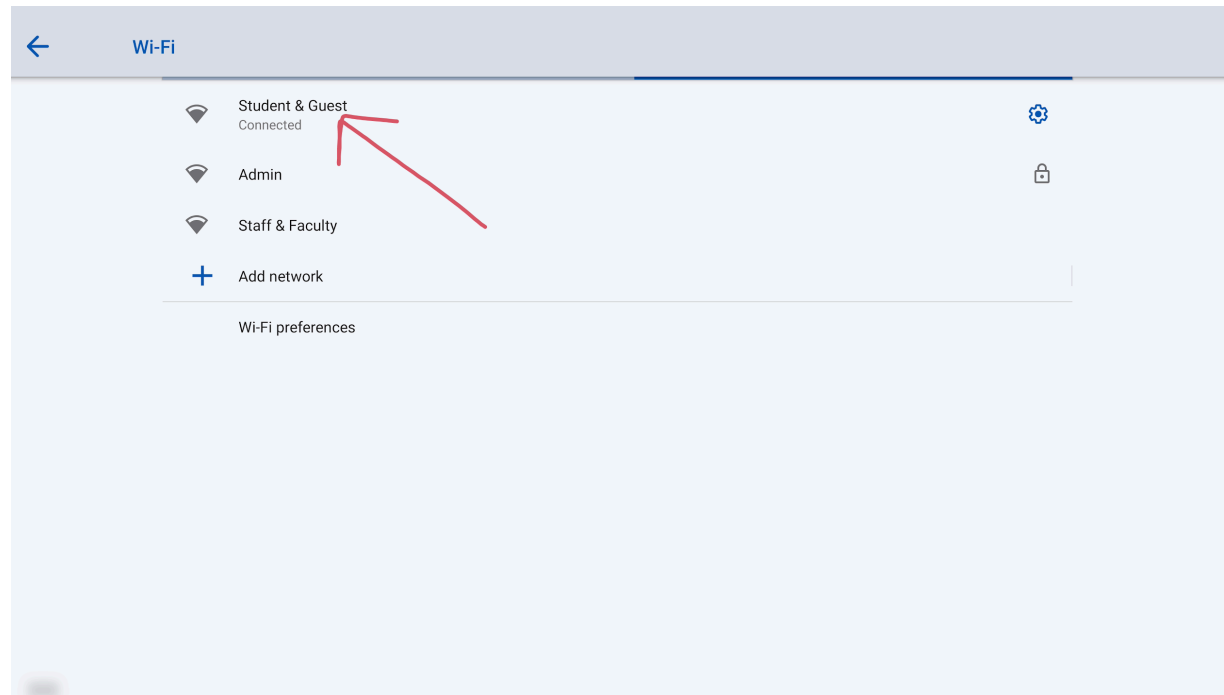 Wi-Fi
Student & Guest
Connected
Admin
Staff & Faculty
Add network
Wi-Fi preferences